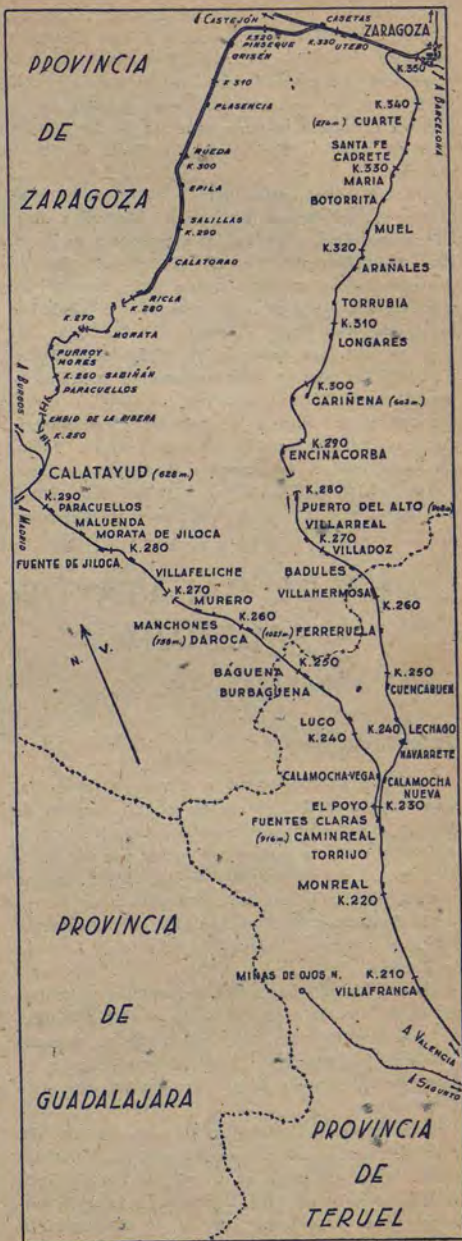 A CASTEJÓN
CASETAS
ZARAGOZA
K.320
PINSEQUE
K.330
UTEBO
GRISÉN
K.350
A BARCELONA
PROVINCIA
DE
ZARAGOZA
K.310
PLASENCIA
RUEDA
K.300
EPILA
SALILLAS
K.290
CALATORAO
RICLA
K.280
K.270
MORATA
PURROY
MORES
K.260 SABIÑÁN
PARACUELLOS
EMBID DE LA RIBERA
K.250
A BURGOS
CALATAYUD (528m.)
A MADRID
K.340
(274m.) CUARTE
SANTA FE
CADRETE
K.330
MARIA
BOTORRITA
MUEL
K.320
ARAÑALES
TORRUBIA
K.310
LONGARES
K.300
CARIÑENA (603m.)
K.290
ENCINACORBA
K.280
PUERTO DEL ALTO
VILLARREAL
K.270
VILLADOZ
BADULES
VILLAHERMOSA
K.260
FERRERUELA
K.250
CUENCABUEN
K.240
LECHAGO
NAVARRETE
CALAMOCHA
NUEVA
K.290
PARACUELLOS
MALUENDA
MORATA DE JILOCA
K.280
FUENTE DE JILOCA
VILLAFELICHE
K.270
MURERO
K.260
MANCHONES
DAROCA
K.250
BÁGUENA
BURBÁGUENA
LUCO
K.240
CALAMOCHA-VEGA
N. V.
EL POYO
K.230
FUENTES CLARAS
(916m.) CAMINREAL
TORRIJO
MONREAL
K.220
MINAS DE OJOS N.
K.210
VILLAFRANCA
A VALENCIA
A SAGUNTO
PROVINCIA
DE
GUADALAJARA
PROVINCIA
DE
TERUEL